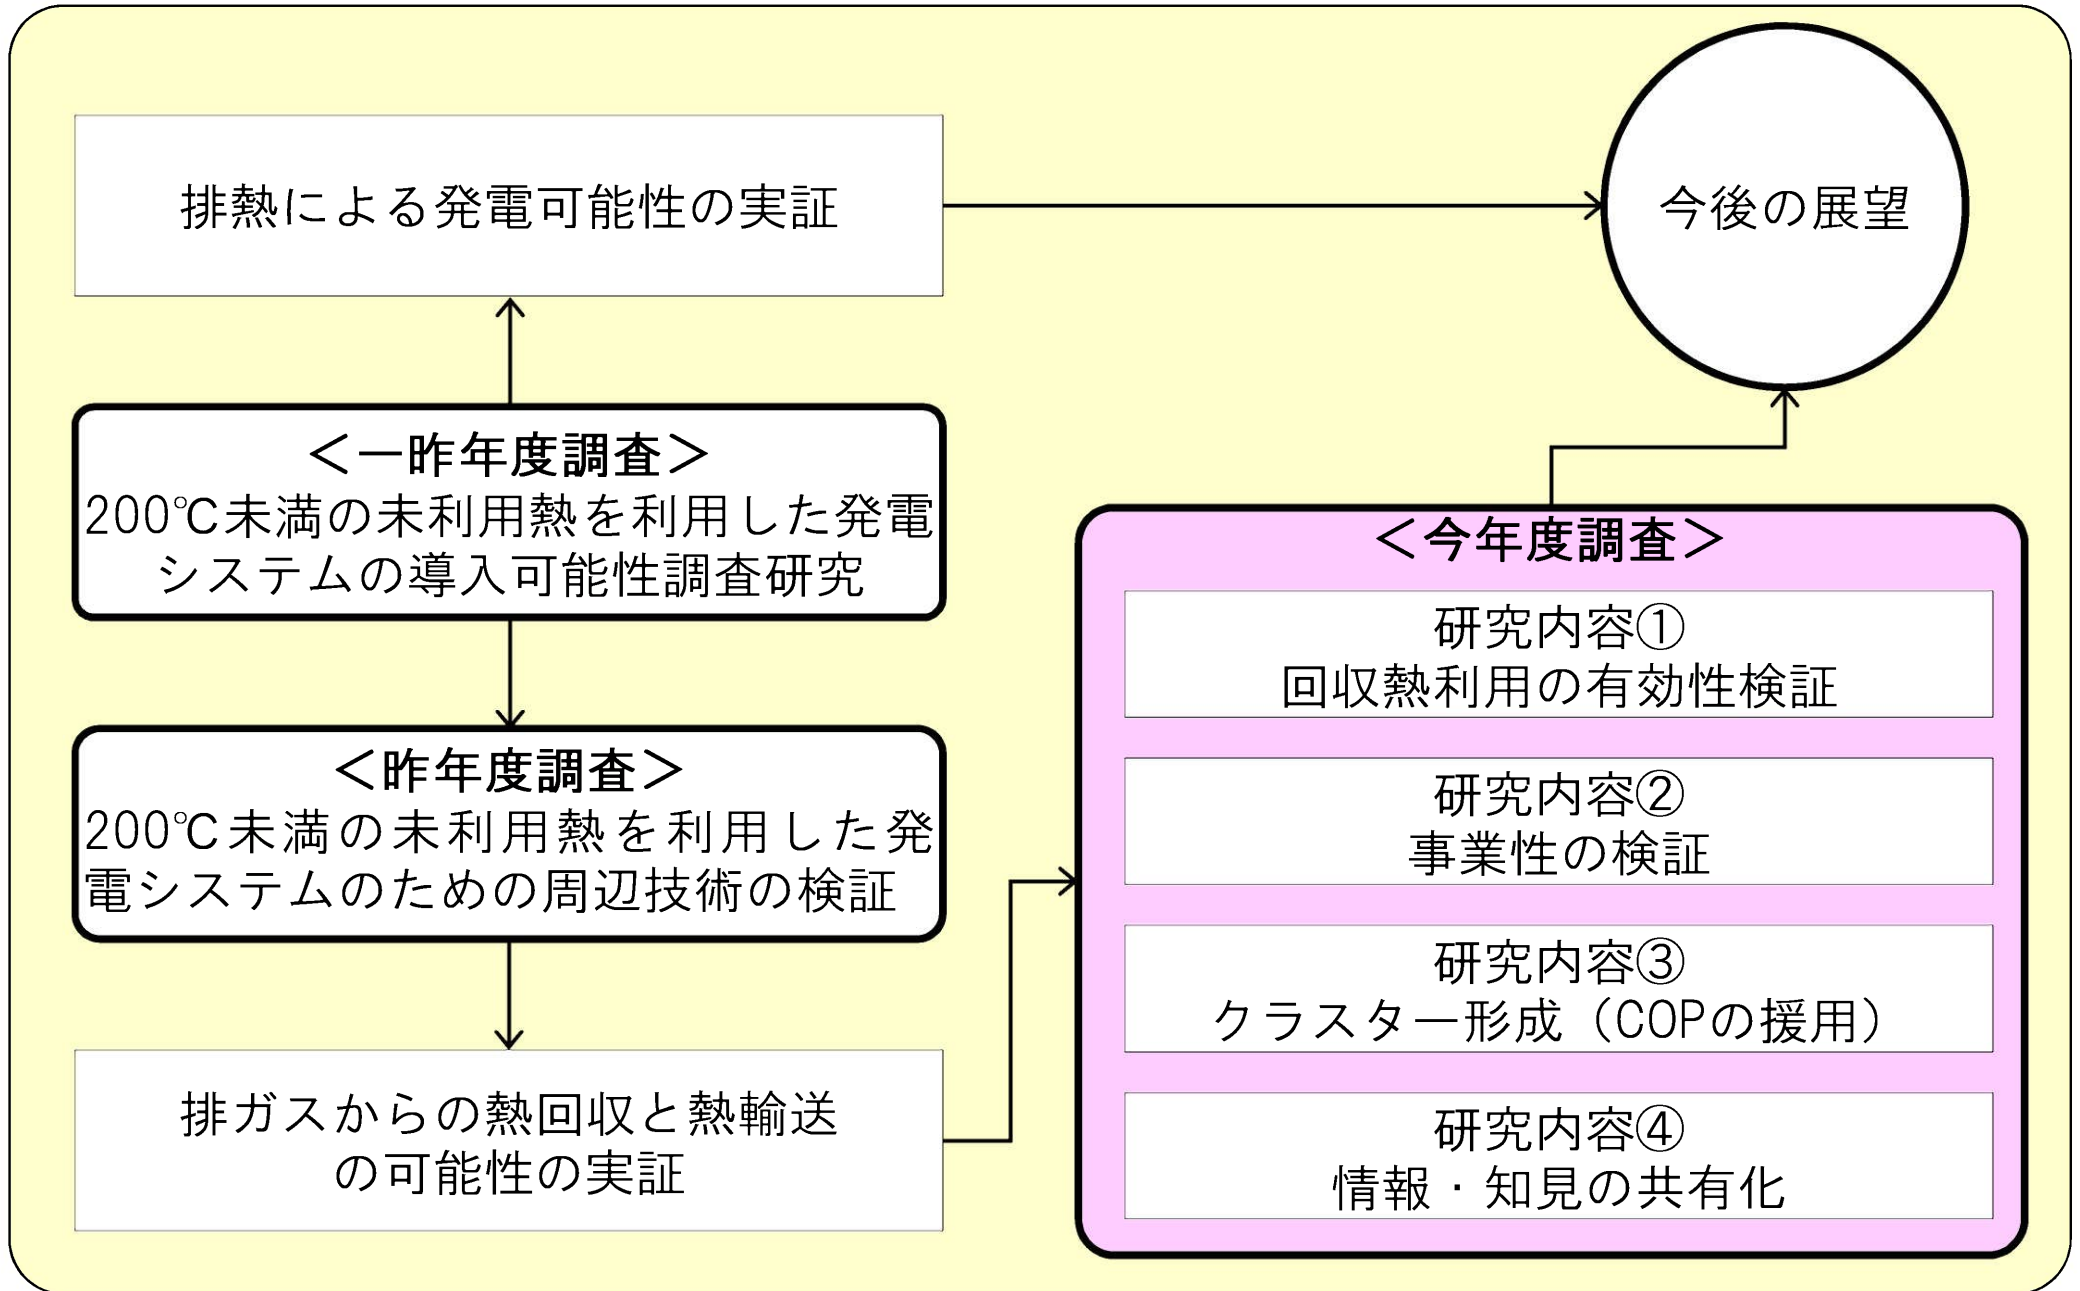 排熱による発電可能性の実証
今後の展望
＜一昨年度調査＞
200℃未満の未利用熱を利用した発電
システムの導入可能性調査研究
＜昨年度調査＞
200℃未満の未利用熱を利用した発
電システムのための周辺技術の検証
排ガスからの熱回収と熱輸送
の可能性の実証
＜今年度調査＞
研究内容①
回収熱利用の有効性検証
研究内容②
事業性の検証
研究内容③
クラスター形成（COPの援用）
研究内容④
情報・知見の共有化